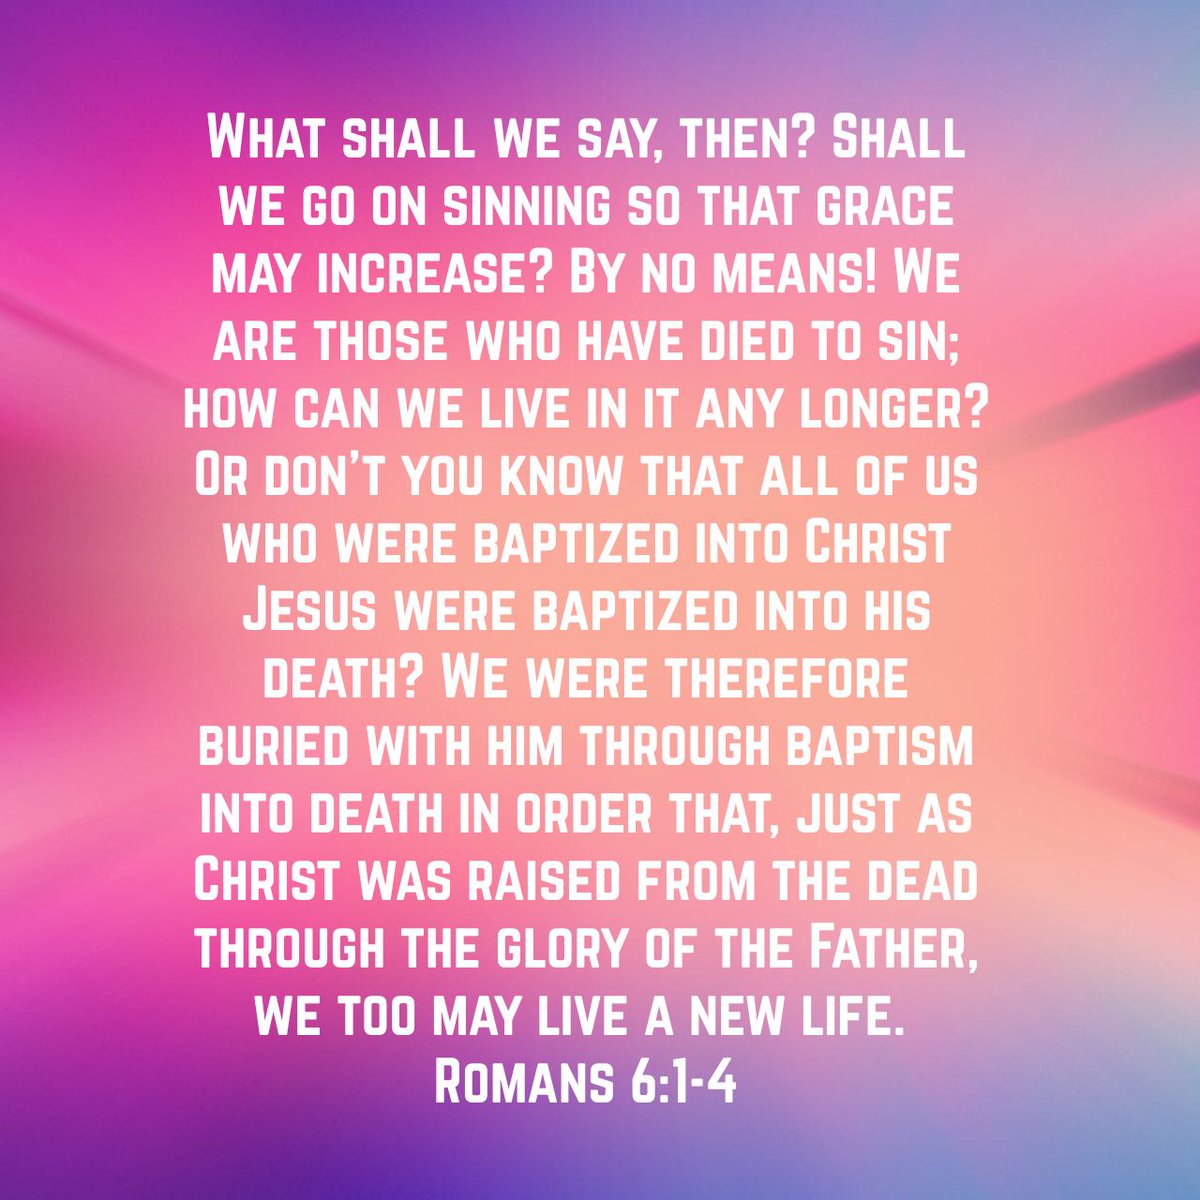 What shall we say, then? Shall
we go on sinning so that grace
may increase? By no means! We
are those who have died to sin;
how can we live in it any longer?
Or don’t you know that all of us
who were baptized into Christ
Jesus were baptized into his
death? We were therefore
buried with him through baptism
into death in order that, just as
Christ was raised from the dead
through the glory of the Father,
we too may live a new life.
Romans 6:1-4